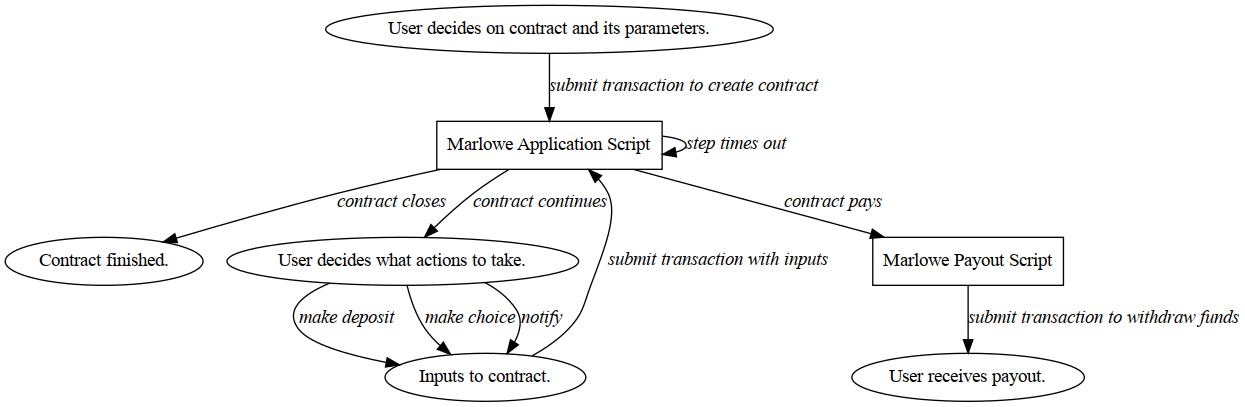 User decides on contract and its parameters.
submit transaction to create contract
Marlowe Application Script
step times out
contract closes
contract continues
contract pays
Contract finished.
User decides what actions to take.
submit transaction with inputs
Marlowe Payout Script
make deposit
make choice
notify
submit transaction to withdraw funds
Inputs to contract.
User receives payout.